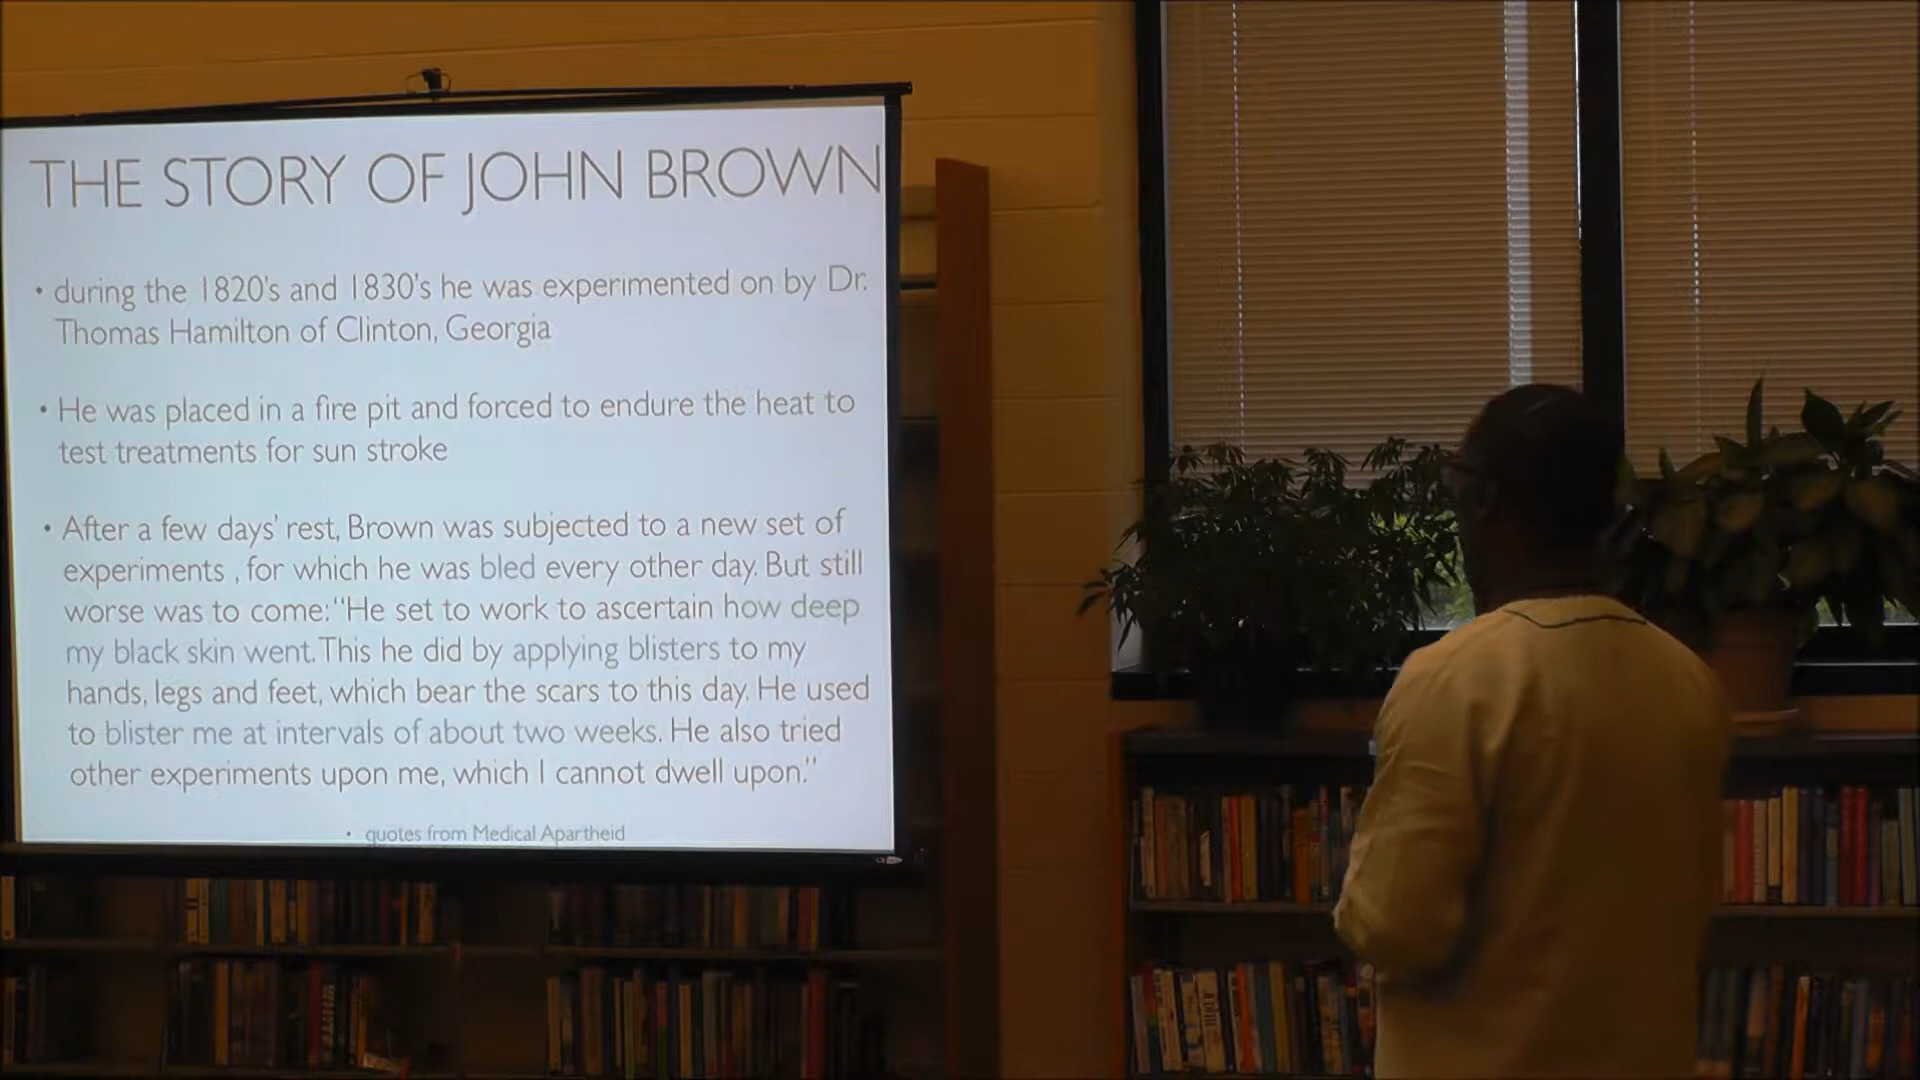 THE STORY OF JOHN BROWN
• during the 1820's and 1830's he was experimented on by Dr.
Thomas Hamilton of Clinton, Georgia
• He was placed in a fire pit and forced to endure the heat to
test treatments for sun stroke
• After a few days' rest, Brown was subjected to a new set of
experiments , for which he was bled every other day. But still
worse was to come: "He set to work to ascertain how deep
my black skin went. This he did by applying blisters to my
hands, legs and feet, which bear the scars to this day. He used
to blister me at intervals of about two weeks. He also tried
other experiments upon me, which I cannot dwell upon."
• quotes from Medical Apartheid